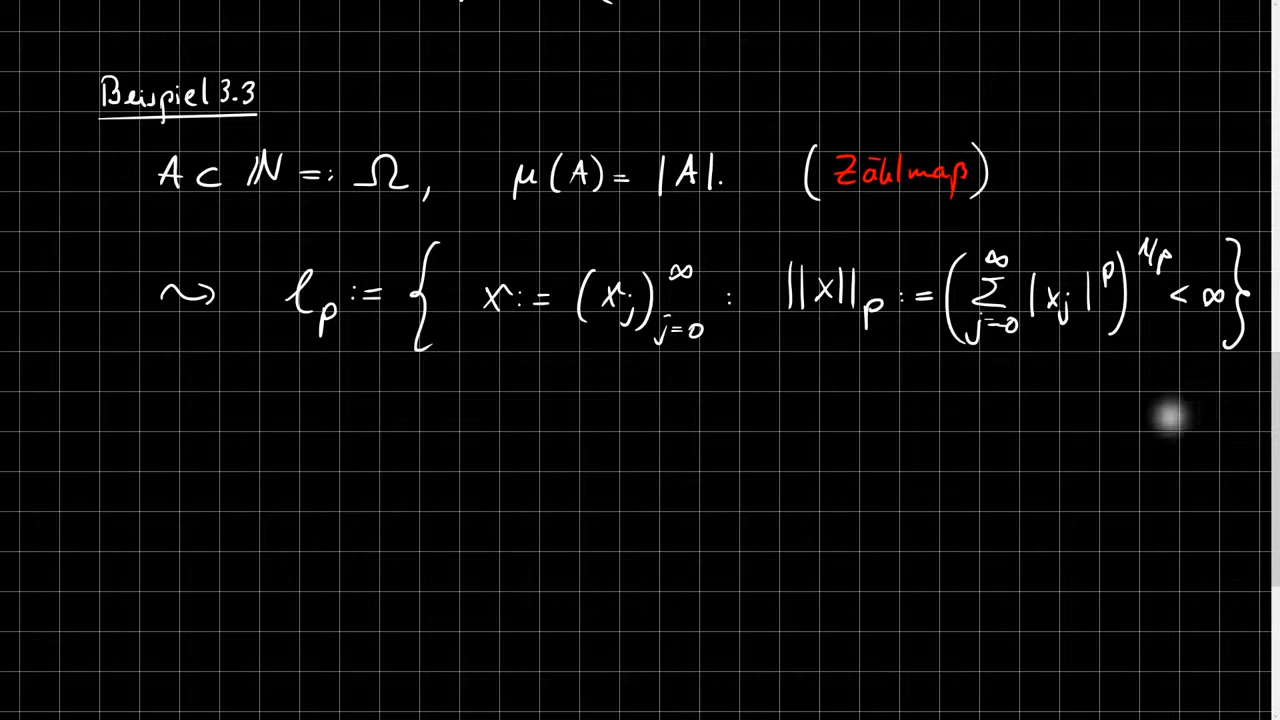 Beispiel 3.3
A ⊂ ℕ =: Ω, μ(A) = |A|. (Zählmaß)
⇝ ℓ_p := { x := (x_j)_{j=0}^∞ : ||x||_p := (∑_{j=0}^∞ |x_j|^p)^{1/p} < ∞ }